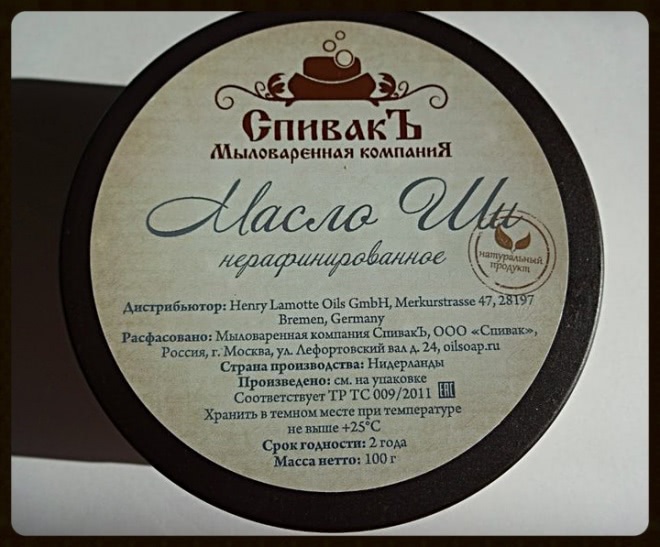 СпивакЪ
Мыловаренная компаниЯ
Масло Ши
нерафинированное
натуральный
продукт
Дистрибьютор: Henry Lamotte Oils GmbH, Merkurstrasse 47, 28197
Bremen, Germany
Расфасовано: Мыловаренная компания СпивакЪ, ООО «Спивак»,
Россия, г. Москва, ул. Лефортовский вал д. 24, oilsoap.ru
Страна производства: Нидерланды
Произведено: см. на упаковке
Соответствует ТР ТС 009/2011 EAC
Хранить в темном месте при температуре
не выше +25°C
Срок годности: 2 года
Масса нетто: 100 г